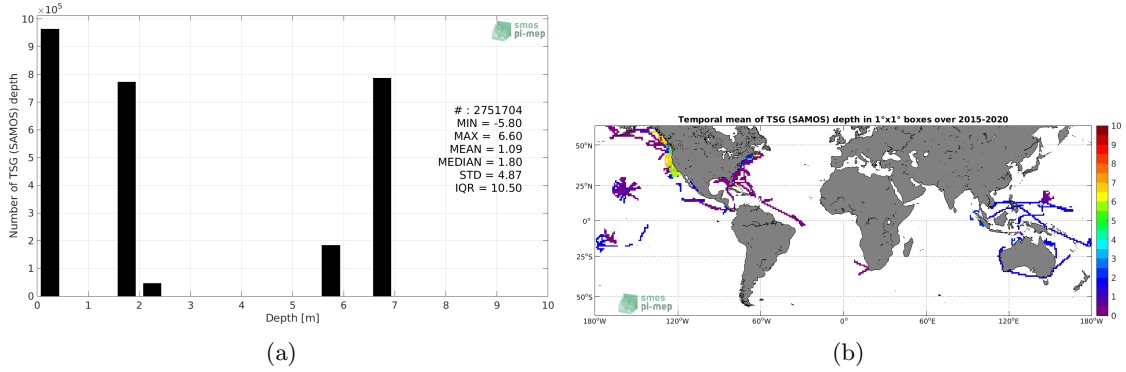 ×10⁵
10
9
8
7
6
5
4
3
2
1
0
Number of TSG (SAMOS) depth
smos
pi-mep
# : 2751704
MIN = -5.80
MAX = 6.60
MEAN = 1.09
MEDIAN = 1.80
STD = 4.87
IQR = 10.50
0 1 2 3 4 5 6 7 8 9 10
Depth [m]
(a)
Temporal mean of TSG (SAMOS) depth in 1°x1° boxes over 2015-2020
50°N
25°N
0°
25°S
50°S
smos
pi-mep
180°W 120°W 60°W 0° 60°E 120°E 180°E
10
9
8
7
6
5
4
3
2
1
0
(b)